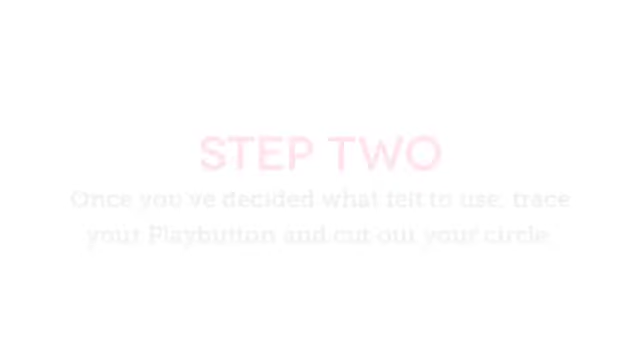 STEP TWO
Once you've decided what felt to use, trace
your Playbutton and cut out your circle.